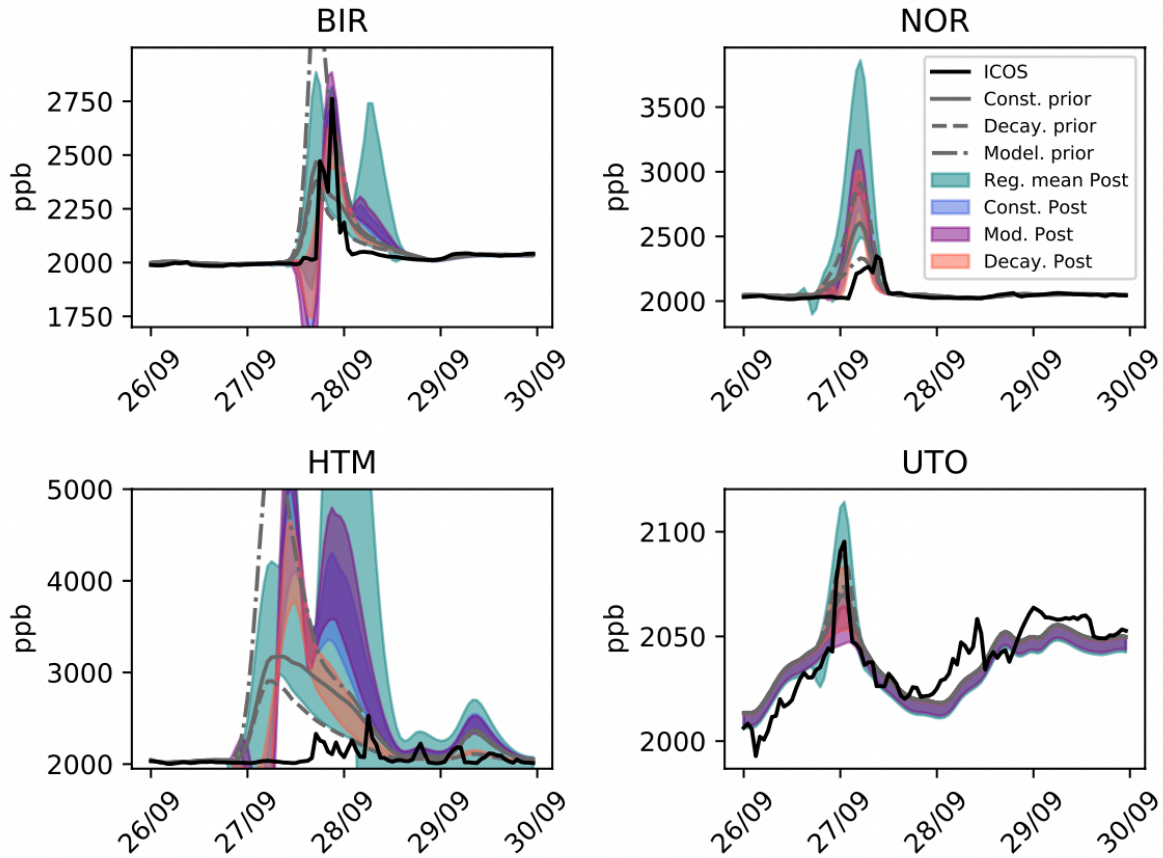 BIR
ppb
2750
2500
2250
2000
1750
26/09
27/09
28/09
29/09
30/09
NOR
ppb
3500
3000
2500
2000
26/09
27/09
28/09
29/09
30/09
ICOS
Const. prior
Decay. prior
Model. prior
Reg. mean Post
Const. Post
Mod. Post
Decay. Post
HTM
ppb
5000
4000
3000
2000
26/09
27/09
28/09
29/09
30/09
UTO
ppb
2100
2050
2000
26/09
27/09
28/09
29/09
30/09